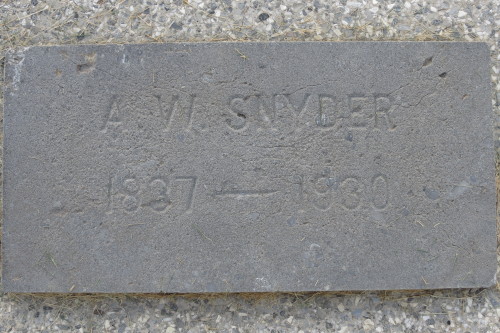 A. W. SNYDER
1837 — 1930